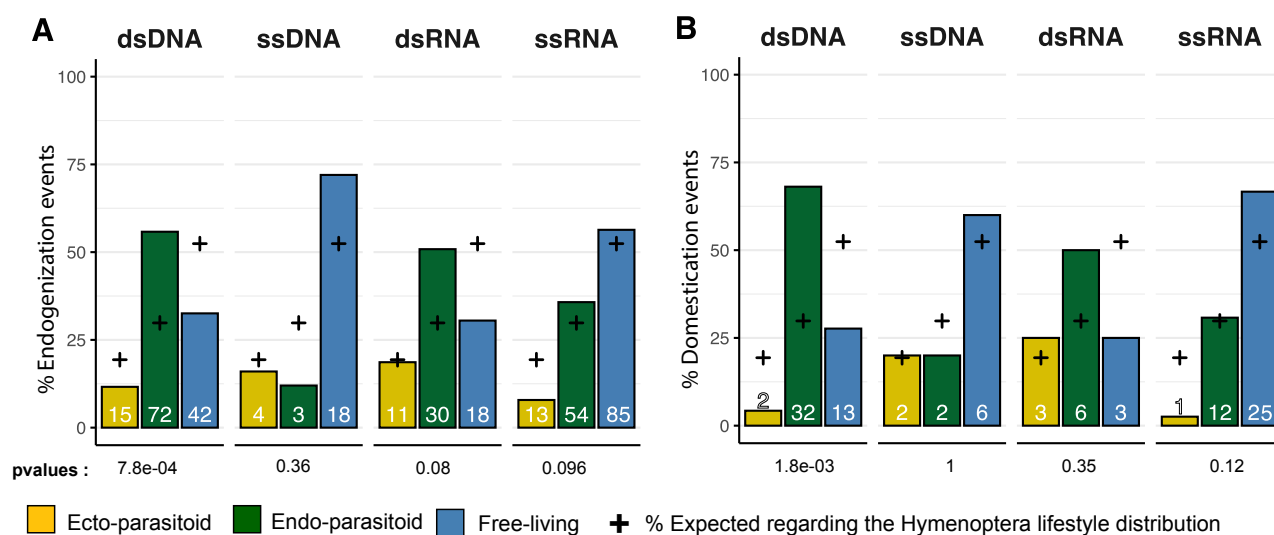 A
dsDNA ssDNA dsRNA ssRNA
% Endogenization events
100
75
50
25
0
15 72 42 4 3 18 11 30 18 13 54 85
pvalues : 7.8e-04 0.36 0.08 0.096
B
dsDNA ssDNA dsRNA ssRNA
% Domestication events
100
75
50
25
0
2 32 13 2 2 6 3 6 3 1 12 25
1.8e-03 1 0.35 0.12
Ecto-parasitoid Endo-parasitoid Free-living + % Expected regarding the Hymenoptera lifestyle distribution